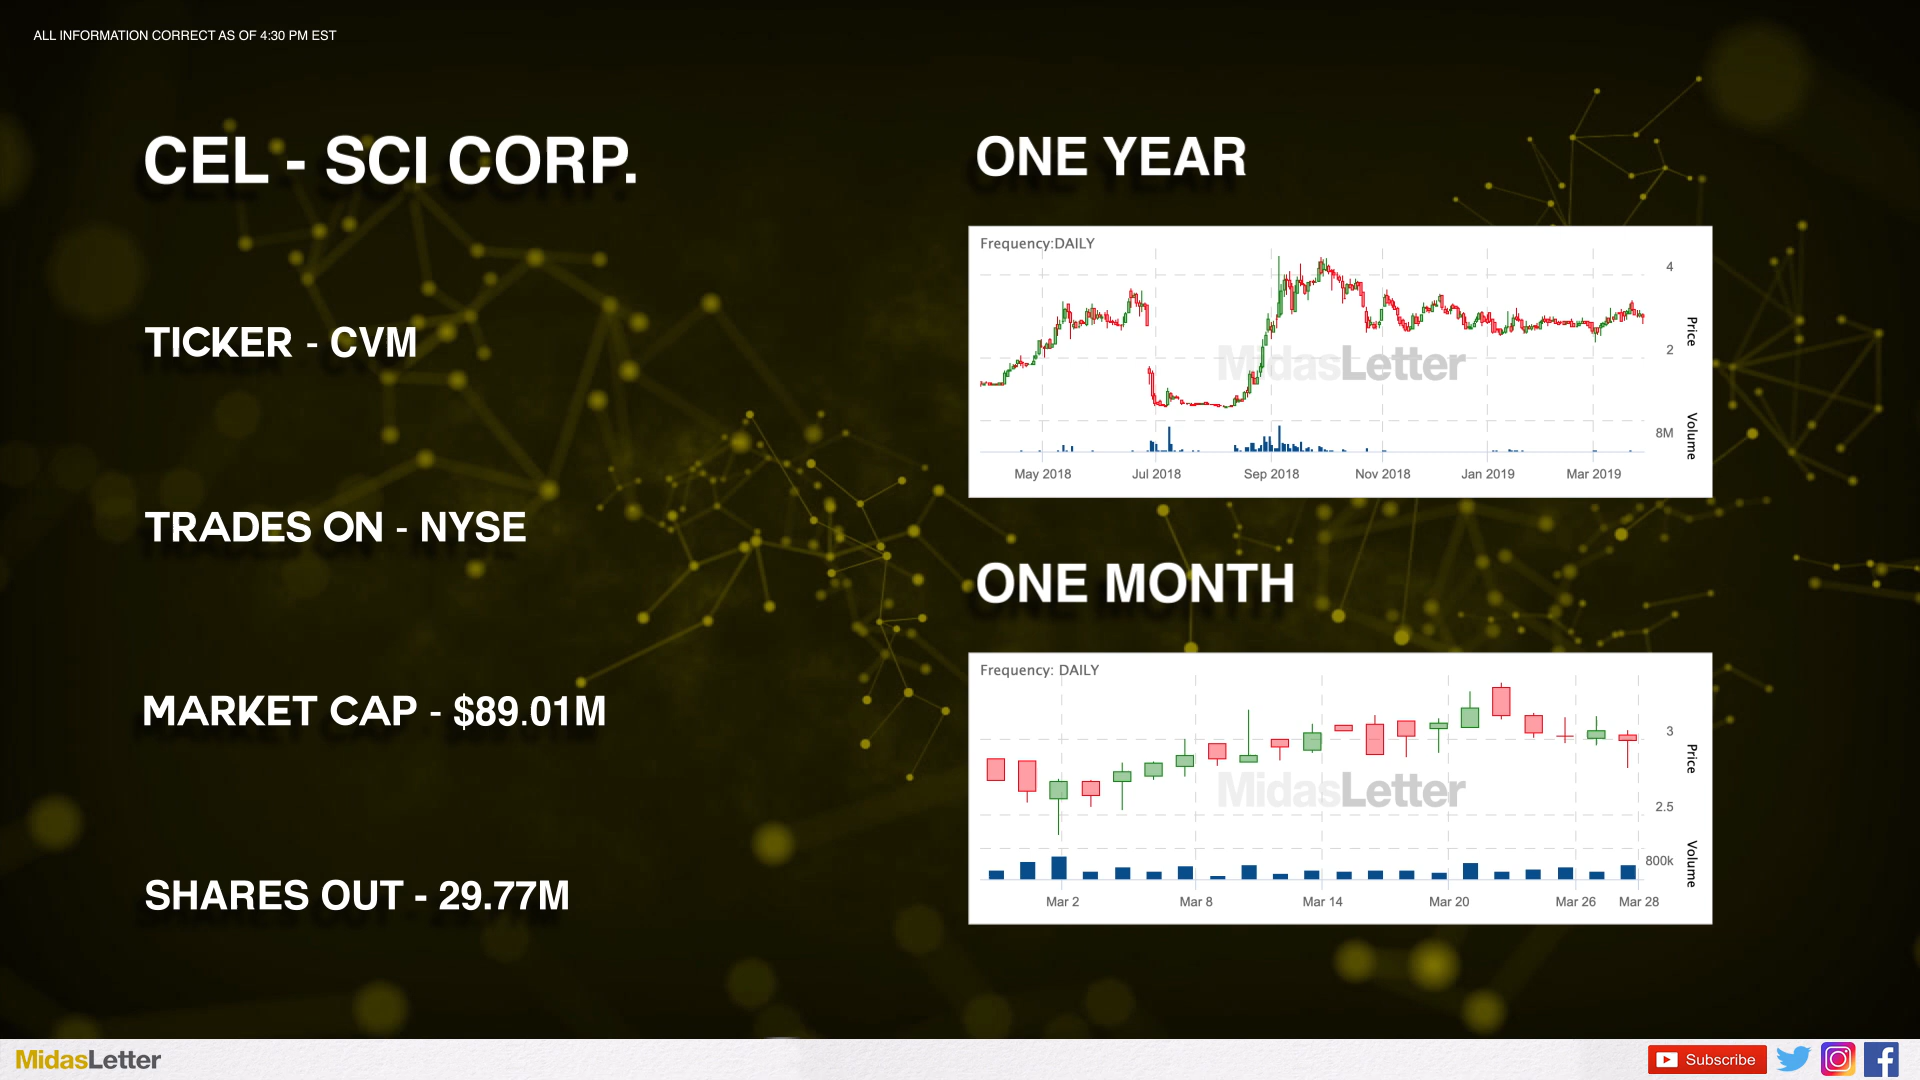 ALL INFORMATION CORRECT AS OF 4:30 PM EST
CEL - SCI CORP.
TICKER - CVM
TRADES ON - NYSE
MARKET CAP - $89.01M
SHARES OUT - 29.77M
ONE YEAR
Frequency:DAILY
4
2
Price
MidasLetter
8M
Volume
May 2018 Jul 2018 Sep 2018 Nov 2018 Jan 2019 Mar 2019
ONE MONTH
Frequency: DAILY
3
2.5
Price
MidasLetter
800k
Volume
Mar 2 Mar 8 Mar 14 Mar 20 Mar 26 Mar 28
MidasLetter
Subscribe